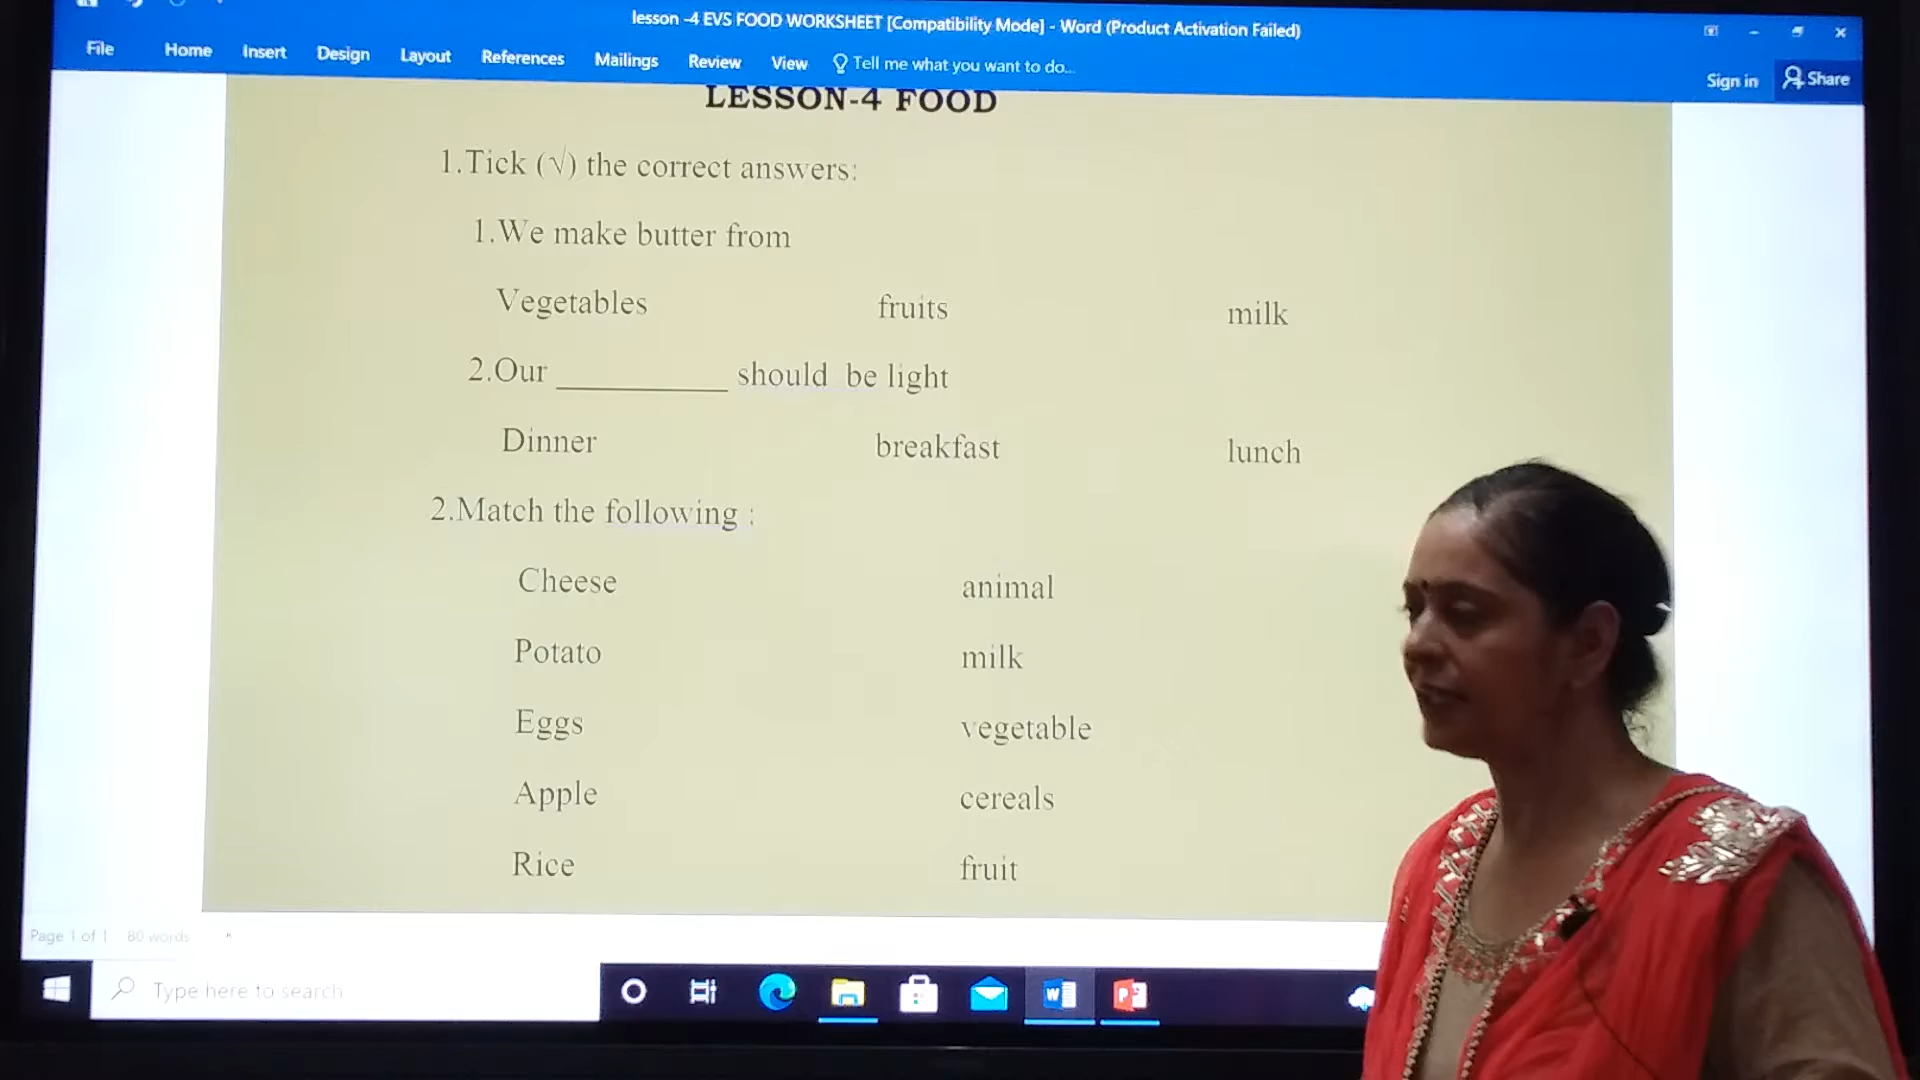 lesson -4 EVS FOOD WORKSHEET [Compatibility Mode] - Word (Product Activation Failed)
File Home Insert Design Layout References Mailings Review View Tell me what you want to do...
Sign in Share
LESSON-4 FOOD
1.Tick (√) the correct answers:
1.We make butter from
Vegetables fruits milk
2.Our __________ should be light
Dinner breakfast lunch
2.Match the following :
Cheese animal
Potato milk
Eggs vegetable
Apple cereals
Rice fruit
Page 1 of 1 80 words
Type here to search